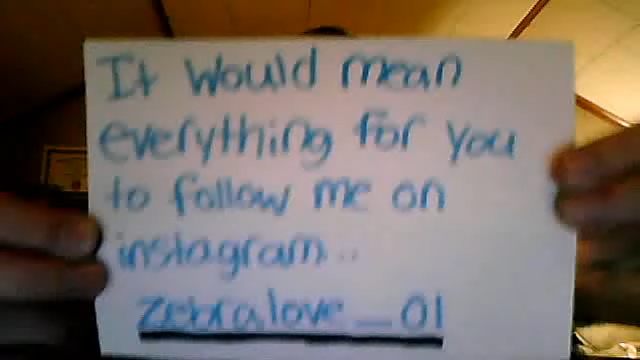 It would mean
everything for you
to follow me on
instagram..
zebralove_01